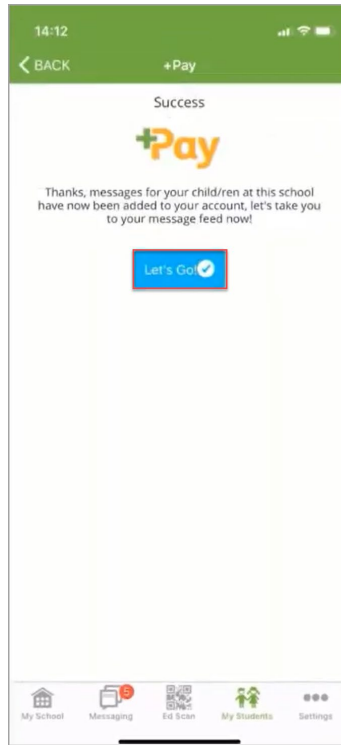 14:12
BACK
+Pay
Success
+Pay
Thanks, messages for your child/ren at this school
have now been added to your account, let's take you
to your message feed now!
Let's Go!
5
My School
Messaging
Ed Scan
My Students
Settings